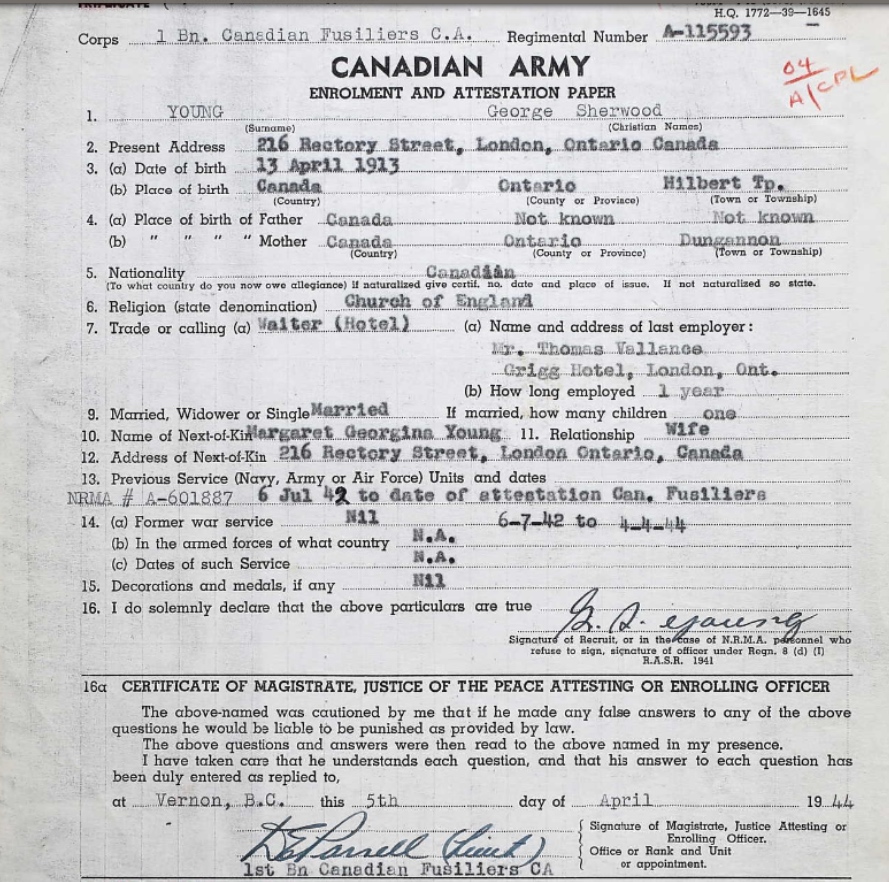 H.Q. 1772—39—1645
Corps 1 Bn. Canadian Fusiliers C.A. Regimental Number A-115593
04
A/CPL
CANADIAN ARMY
ENROLMENT AND ATTESTATION PAPER
1. YOUNG George Sherwood
(Surname) (Christian Names)
2. Present Address 216 Rectory Street, London, Ontario Canada
3. (a) Date of birth 13 April 1913
(b) Place of birth Canada Ontario Hilbert Tp.
(Country) (County or Province) (Town or Township)
4. (a) Place of birth of Father Canada Not known Not known
(b) " " " " Mother Canada Ontario Dungannon
(Country) (County or Province) (Town or Township)
5. Nationality Canadian
(To what country do you now owe allegiance) If naturalized give certif. no. date and place of issue. If not naturalized so state.
6. Religion (state denomination) Church of England
7. Trade or calling (a) Waiter (Hotel) (a) Name and address of last employer:
Mr. Thomas Vallance
Grigg Hotel, London, Ont.
(b) How long employed 1 year
9. Married, Widower or Single Married If married, how many children one
10. Name of Next-of-Kin Margaret Georgina Young 11. Relationship Wife
12. Address of Next-of-Kin 216 Rectory Street, London Ontario, Canada
13. Previous Service (Navy, Army or Air Force) Units and dates
NRMA # A-601887 6 Jul 42 to date of attestation Can. Fusiliers
14. (a) Former war service Nil 6-7-42 to 4-4-44
(b) In the armed forces of what country N.A.
(c) Dates of such Service N.A.
15. Decorations and medals, if any Nil
16. I do solemnly declare that the above particulars are true G. S. Young
Signature of Recruit, or in the case of N.R.M.A. personnel who
refuse to sign, signature of officer under Regn. 8 (d) (I)
R.A.S.R. 1941
16a CERTIFICATE OF MAGISTRATE, JUSTICE OF THE PEACE ATTESTING OR ENROLLING OFFICER
The above-named was cautioned by me that if he made any false answers to any of the above
questions he would be liable to be punished as provided by law.
The above questions and answers were then read to the above named in my presence.
I have taken care that he understands each question, and that his answer to each question has
been duly entered as replied to,
at Vernon, B.C. this 5th day of April 19 44
(Lieut)
1st Bn Canadian Fusiliers CA
Signature of Magistrate, Justice Attesting or
Enrolling Officer.
Office or Rank and Unit
or appointment.